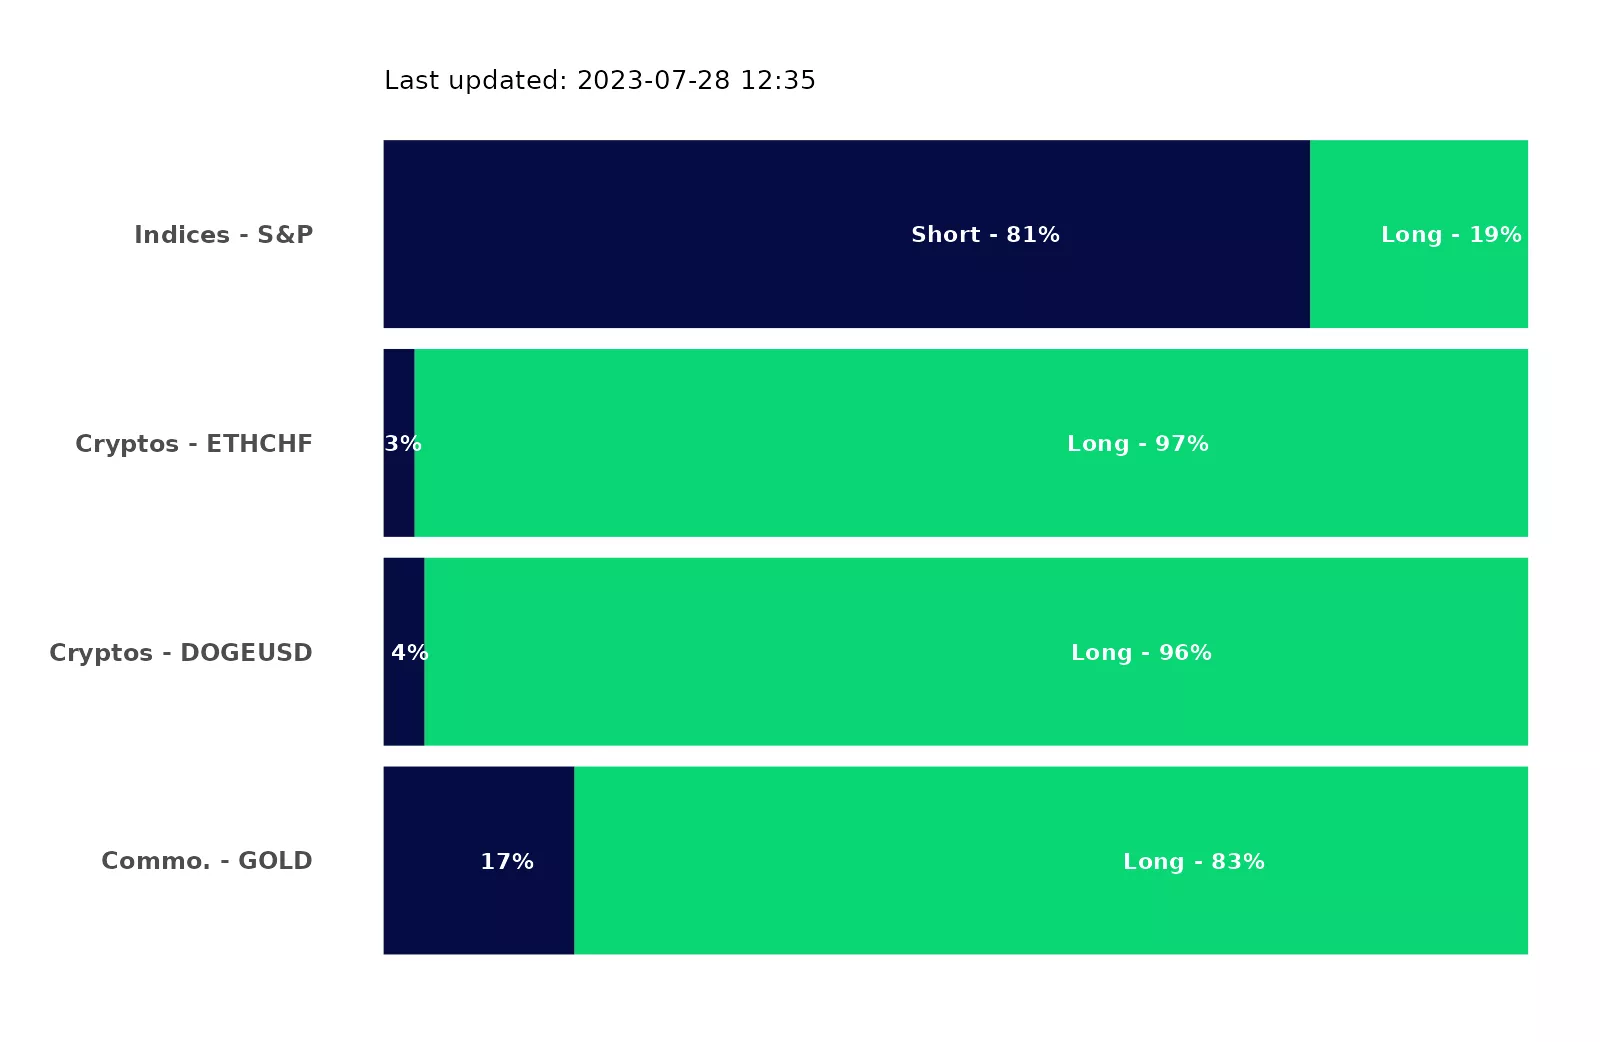 Last updated: 2023-07-28 12:35
Indices - S&P
Short - 81%
Long - 19%
Cryptos - ETHCHF
3%
Long - 97%
Cryptos - DOGEUSD
4%
Long - 96%
Commo. - GOLD
17%
Long - 83%